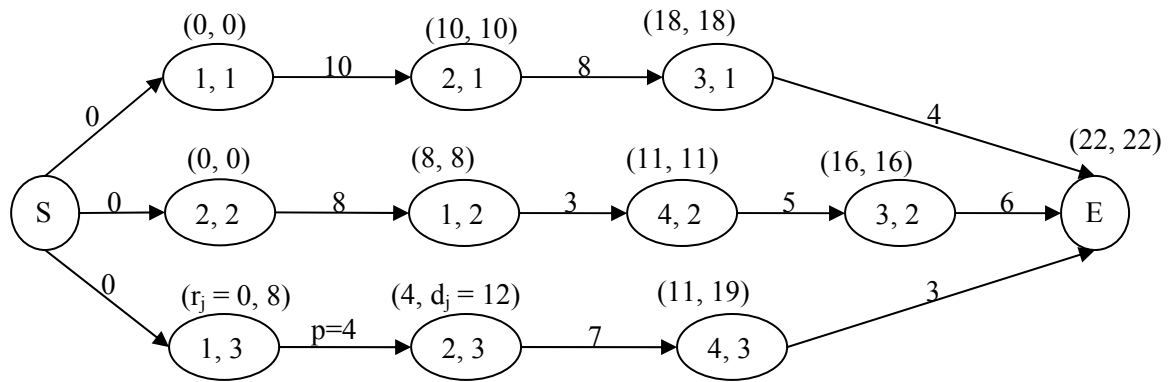 (0, 0) (10, 10) (18, 18)
1, 1 10 2, 1 8 3, 1
0 4
(22, 22)
(0, 0) (8, 8) (11, 11) (16, 16)
S 0 2, 2 8 1, 2 3 4, 2 5 3, 2 6 E
0 3
(rj = 0, 8) (4, dj = 12) (11, 19)
1, 3 p=4 2, 3 7 4, 3